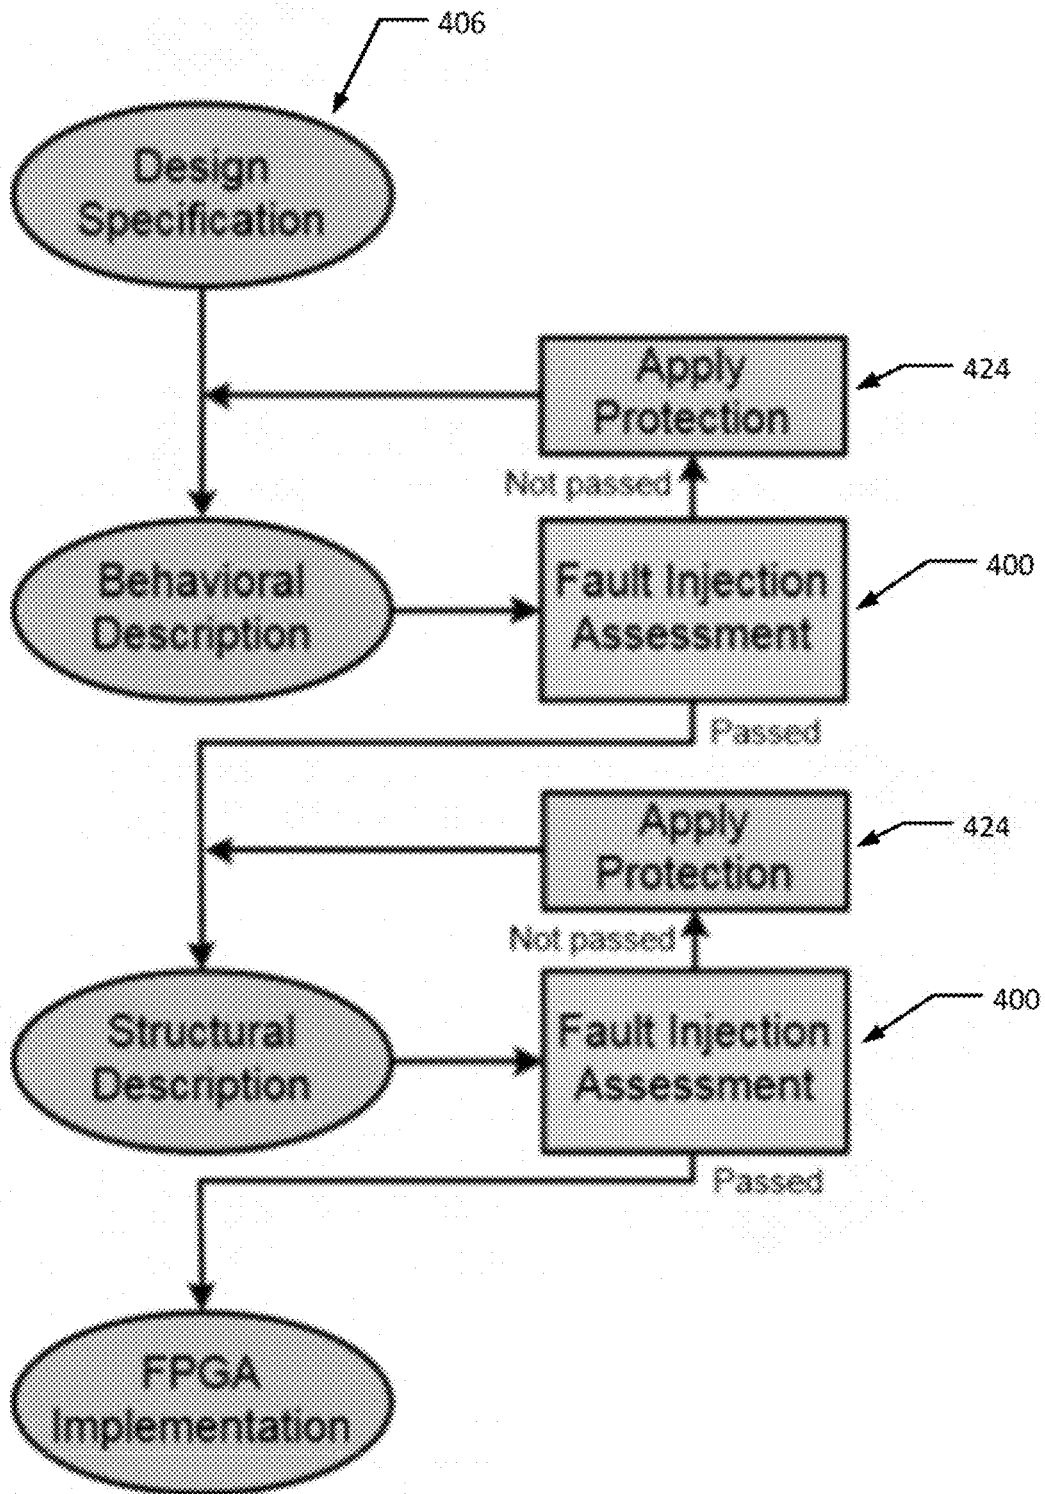 406
Design
Specification
Apply
Protection
424
Not passed
Behavioral
Description
Fault Injection
Assessment
400
Passed
Apply
Protection
424
Not passed
Structural
Description
Fault Injection
Assessment
400
Passed
FPGA
Implementation